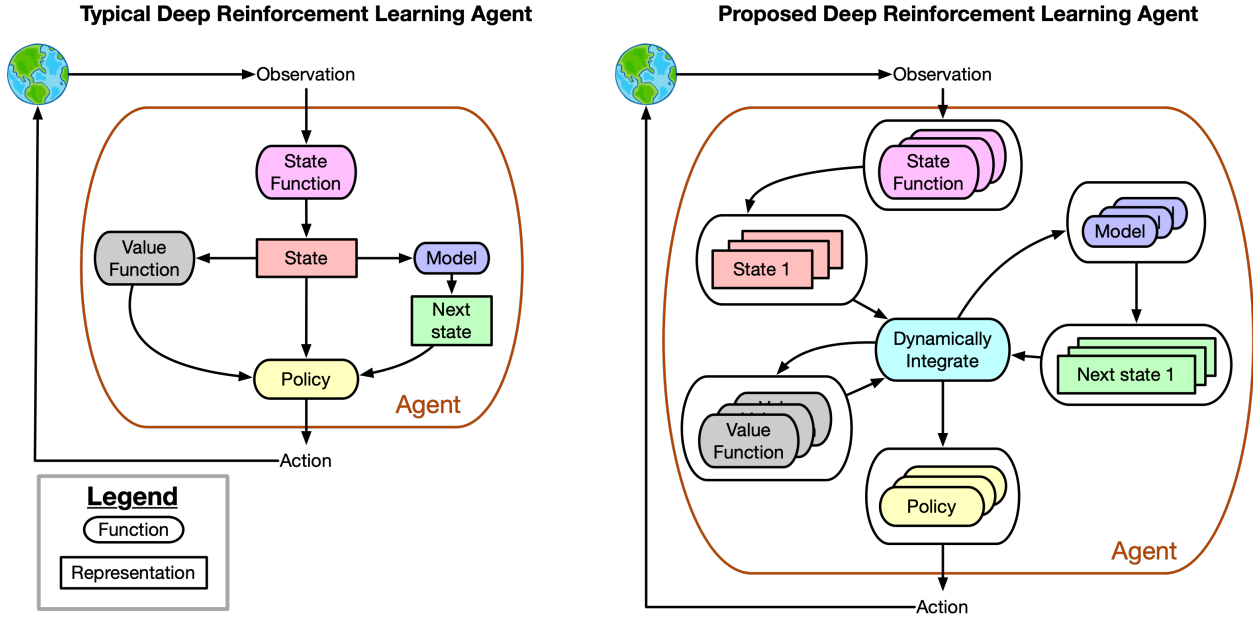 Typical Deep Reinforcement Learning Agent
Observation
State
Function
Value
Function
State
Model
Next
state
Policy
Agent
Action
Legend
Function
Representation
Proposed Deep Reinforcement Learning Agent
Observation
State
Function
State 1
Model
Dynamically
Integrate
Next state 1
Value
Function
Policy
Agent
Action